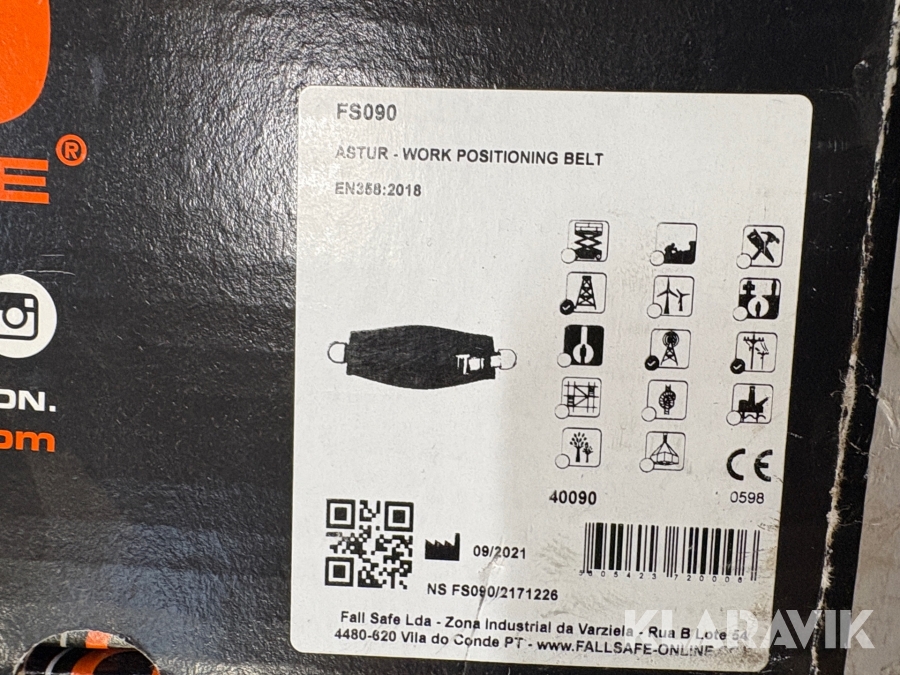 E®
ON.
om
FS090
ASTUR - WORK POSITIONING BELT
EN358:2018
CE
40090
0598
09/2021
NS FS090/2171226
Fall Safe Lda - Zona Industrial da Varziela - Rua B Lote 54
4480-620 Vila do Conde PT - www.FALLSAFE-ONLINE.
KLARAVIK